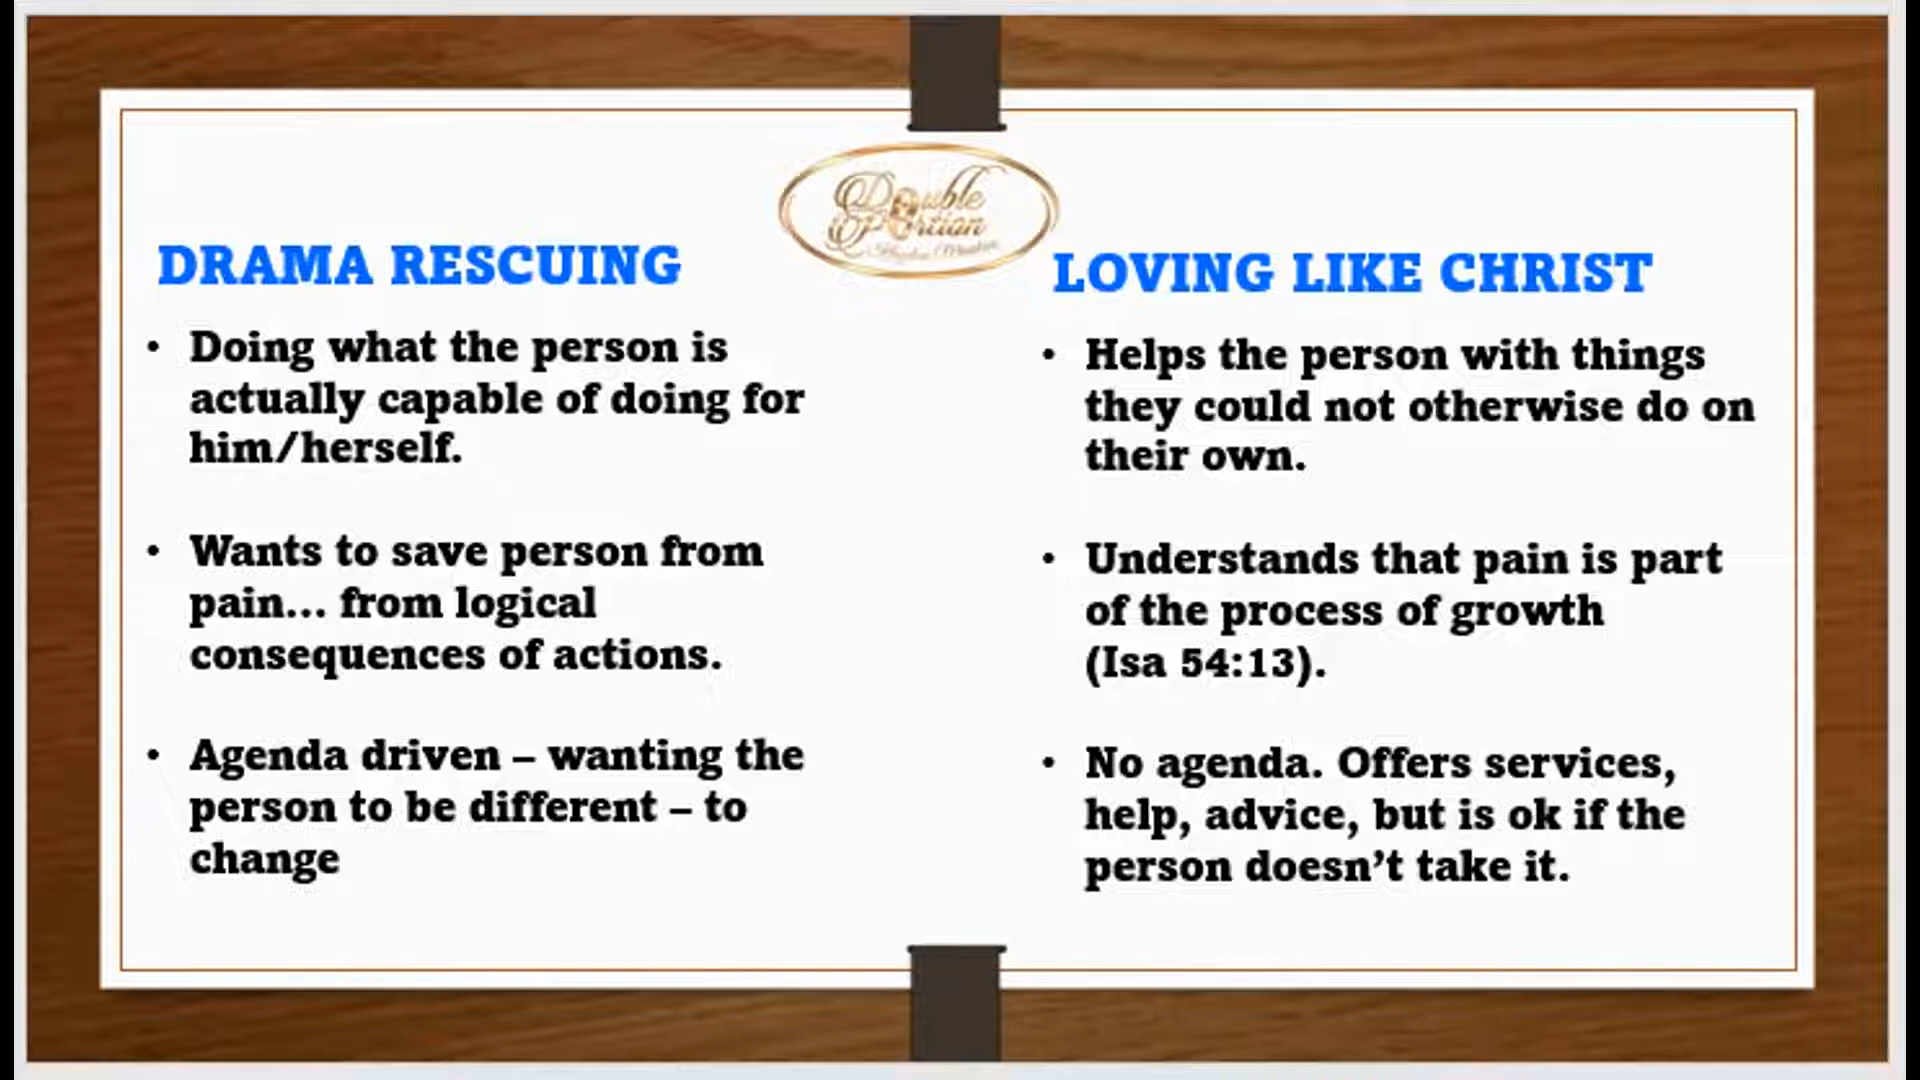 Double
Portian
DRAMA RESCUING
Doing what the person is
actually capable of doing for
him/herself.
Wants to save person from
pain... from logical
consequences of actions.
Agenda driven – wanting the
person to be different – to
change
LOVING LIKE CHRIST
Helps the person with things
they could not otherwise do on
their own.
Understands that pain is part
of the process of growth
(Isa 54:13).
No agenda. Offers services,
help, advice, but is ok if the
person doesn’t take it.